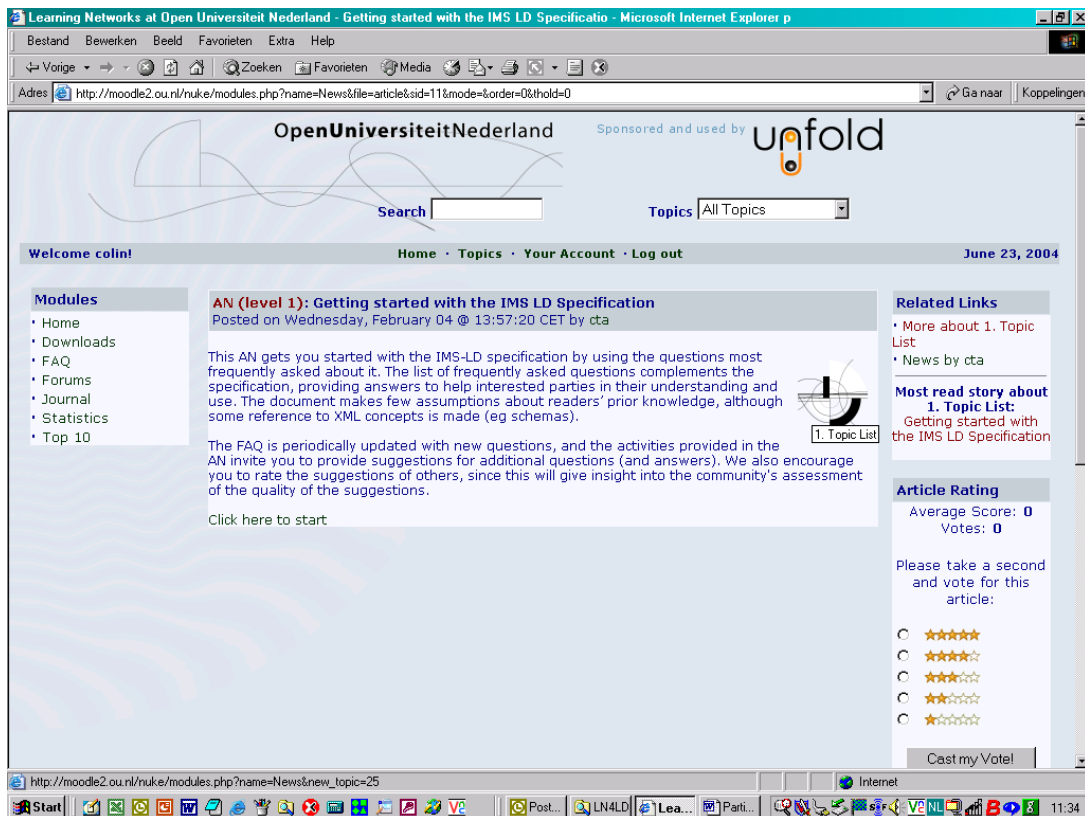 Learning Networks at Open Universiteit Nederland - Getting started with the IMS LD Specificatio - Microsoft Internet Explorer p
Bestand Bewerken Beeld Favorieten Extra Help
Vorige Zoeken Favorieten Media
Adres http://moodle2.ou.nl/nuke/modules.php?name=News&file=article&sid=11&mode=&order=0&thold=0 Ga naar Koppelingen
OpenUniversiteitNederland Sponsored and used by unfold
Search Topics All Topics
Welcome colin! Home · Topics · Your Account · Log out June 23, 2004
Modules
· Home
· Downloads
· FAQ
· Forums
· Journal
· Statistics
· Top 10
AN (level 1): Getting started with the IMS LD Specification
Posted on Wednesday, February 04 @ 13:57:20 CET by cta
This AN gets you started with the IMS-LD specification by using the questions most
frequently asked about it. The list of frequently asked questions complements the
specification, providing answers to help interested parties in their understanding and
use. The document makes few assumptions about readers' prior knowledge, although
some reference to XML concepts is made (eg schemas).
1. Topic List
The FAQ is periodically updated with new questions, and the activities provided in the
AN invite you to provide suggestions for additional questions (and answers). We also encourage
you to rate the suggestions of others, since this will give insight into the community's assessment
of the quality of the suggestions.
Click here to start
Related Links
· More about 1. Topic
List
· News by cta
Most read story about
1. Topic List:
Getting started with
the IMS LD Specification
Article Rating
Average Score: 0
Votes: 0
Please take a second
and vote for this
article:
Cast my Vote!
http://moodle2.ou.nl/nuke/modules.php?name=News&new_topic=25 Internet
Start Post... LN4LD Lea... Parti... NL 11:34